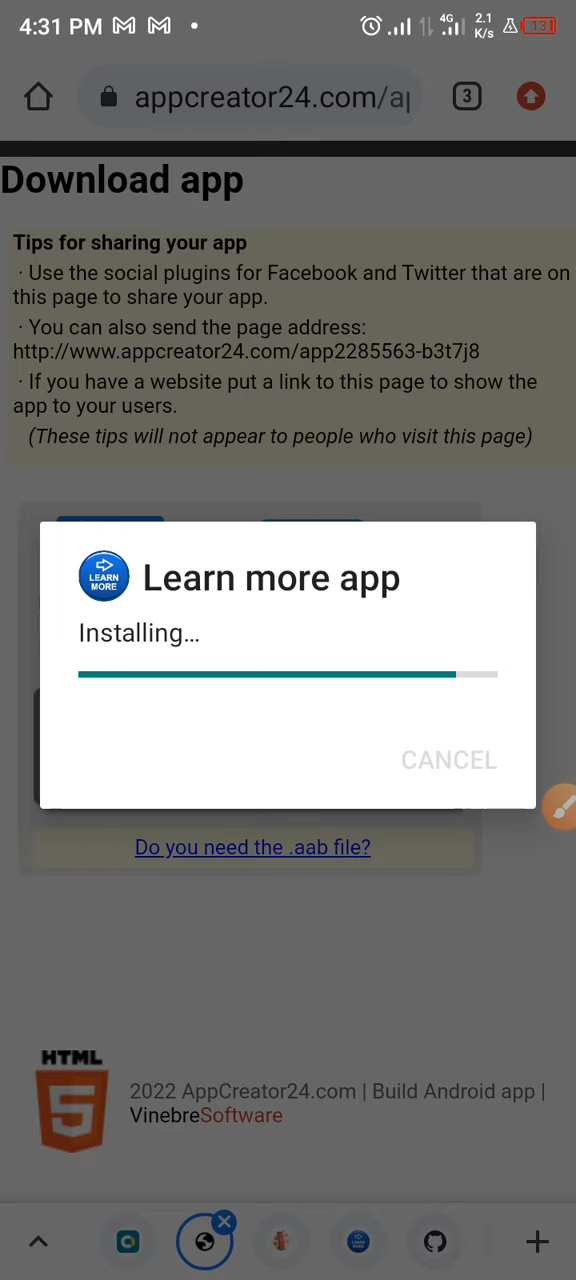 4:31 PM
4G
2.1
K/s
13
appcreator24.com/a
3
Download app
Tips for sharing your app
· Use the social plugins for Facebook and Twitter that are on
this page to share your app.
· You can also send the page address:
http://www.appcreator24.com/app2285563-b3t7j8
· If you have a website put a link to this page to show the
app to your users.
(These tips will not appear to people who visit this page)
LEARN
MORE
Learn more app
Installing...
CANCEL
Do you need the .aab file?
HTML
5
2022 AppCreator24.com | Build Android app |
VinebreSoftware
LEARN
MORE